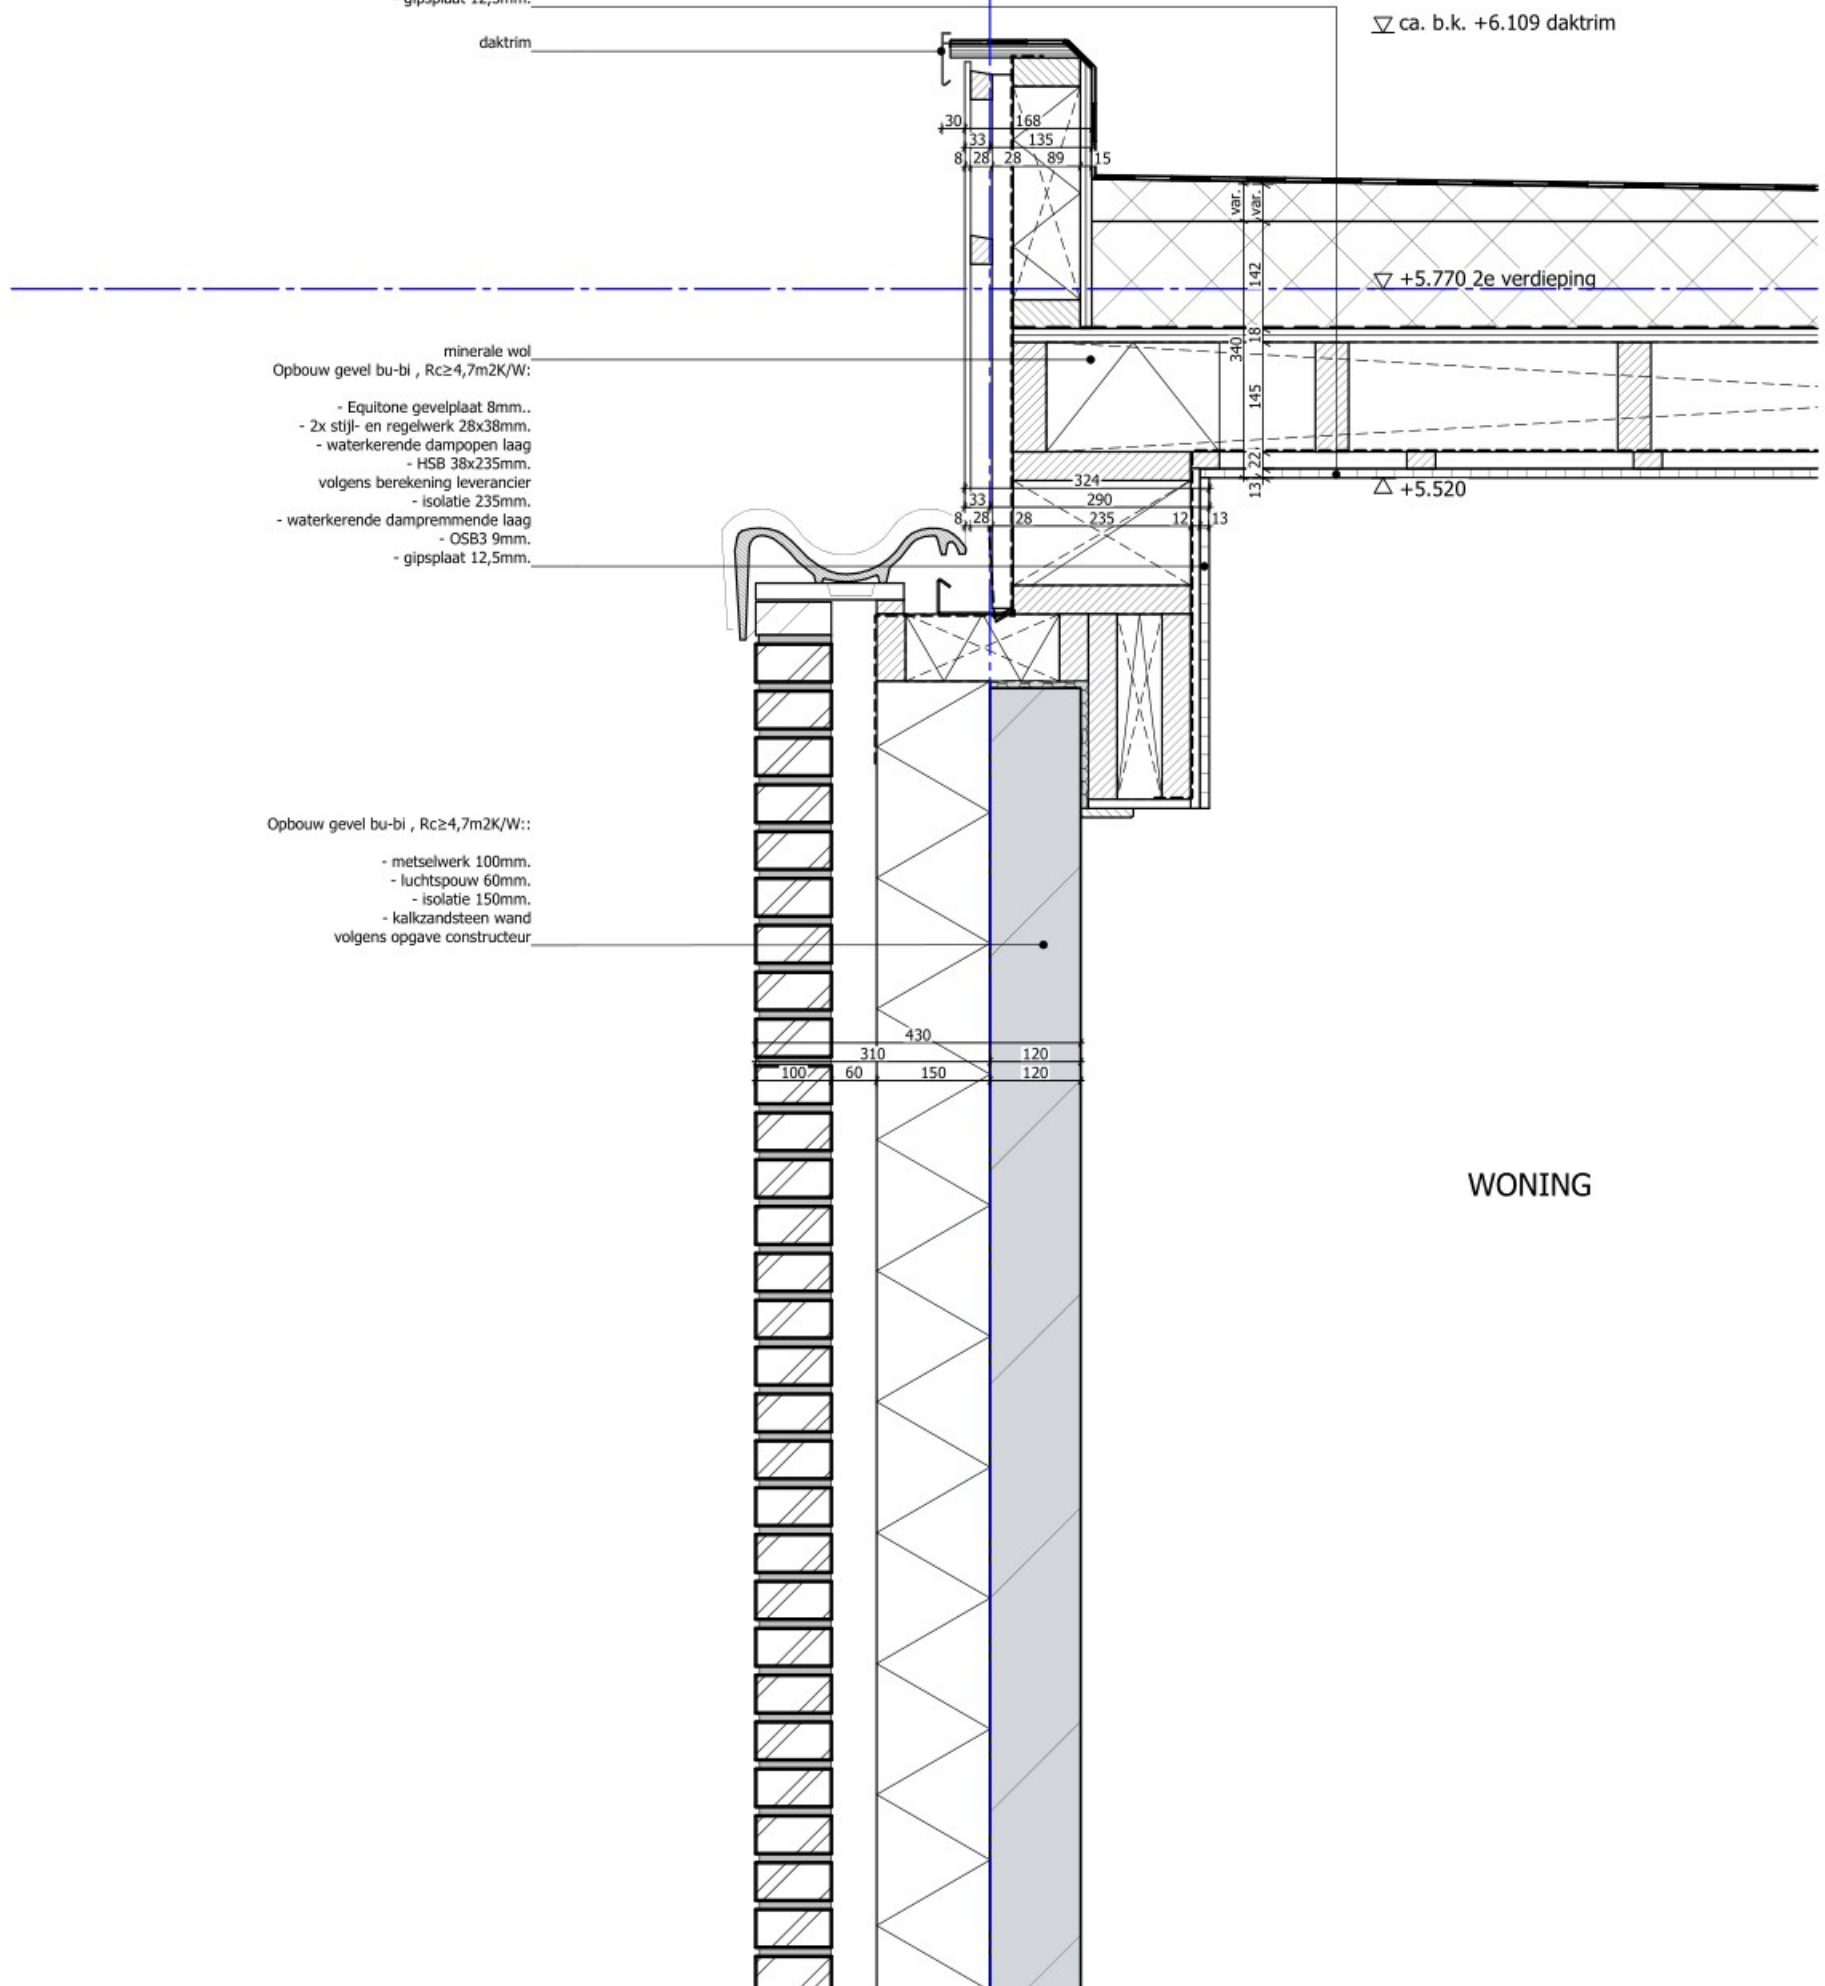 gipsplaat 12,5mm.
ca. b.k. +6.109 daktrim
daktrim
30 168
33 135
8 28 28 89 15
var. var.
142
+5.770 2e verdieping
18
340
145
22
13
minerale wol
Opbouw gevel bu-bi , Rc≥4,7m2K/W:
- Equitone gevelplaat 8mm..
- 2x stijl- en regelwerk 28x38mm.
- waterkerende dampopen laag
- HSB 38x235mm.
volgens berekening leverancier
- isolatie 235mm.
- waterkerende dampremmende laag
- OSB3 9mm.
- gipsplaat 12,5mm.
+5.520
324
33 290
8 28 28 235 12 13
Opbouw gevel bu-bi , Rc≥4,7m2K/W::
- metselwerk 100mm.
- luchtspouw 60mm.
- isolatie 150mm.
- kalkzandsteen wand
volgens opgave constructeur
430
310 120
100 60 150 120
WONING